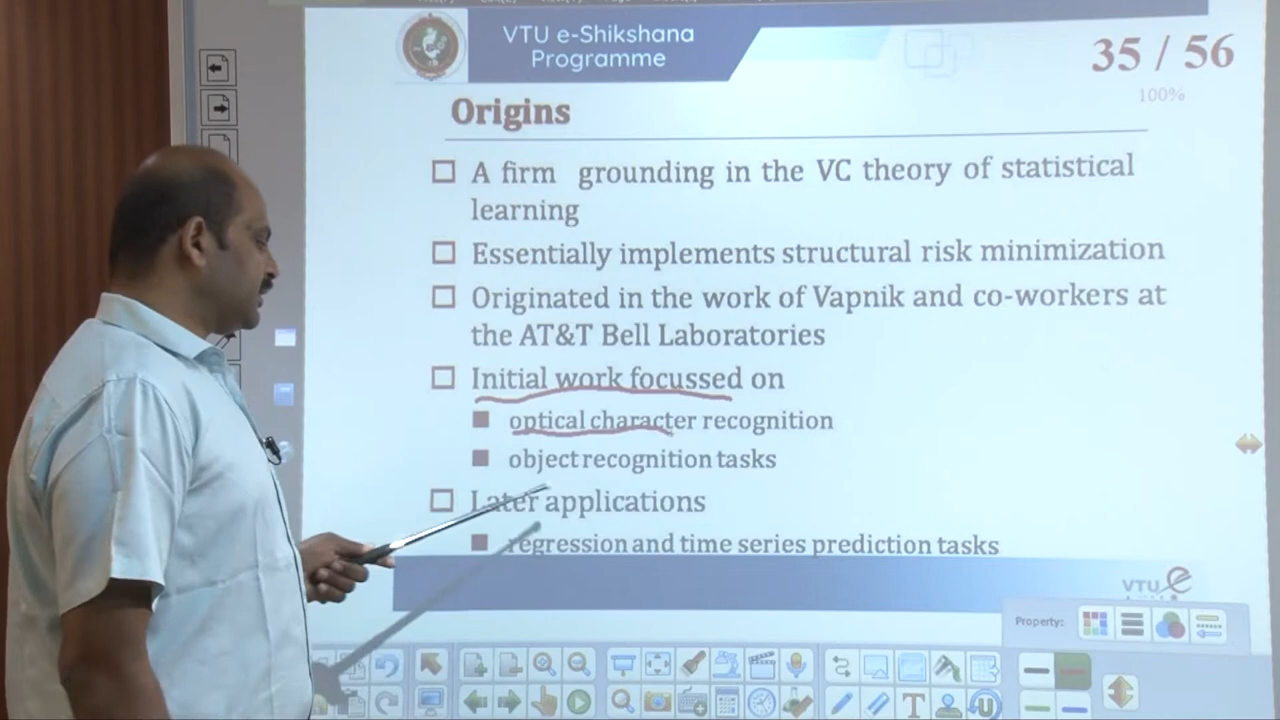 VTU e-Shikshana
Programme
35 / 56
100%
Origins
A firm grounding in the VC theory of statistical
learning
Essentially implements structural risk minimization
Originated in the work of Vapnik and co-workers at
the AT&T Bell Laboratories
Initial work focussed on
optical character recognition
object recognition tasks
Later applications
regression and time series prediction tasks
VTU e
Property: